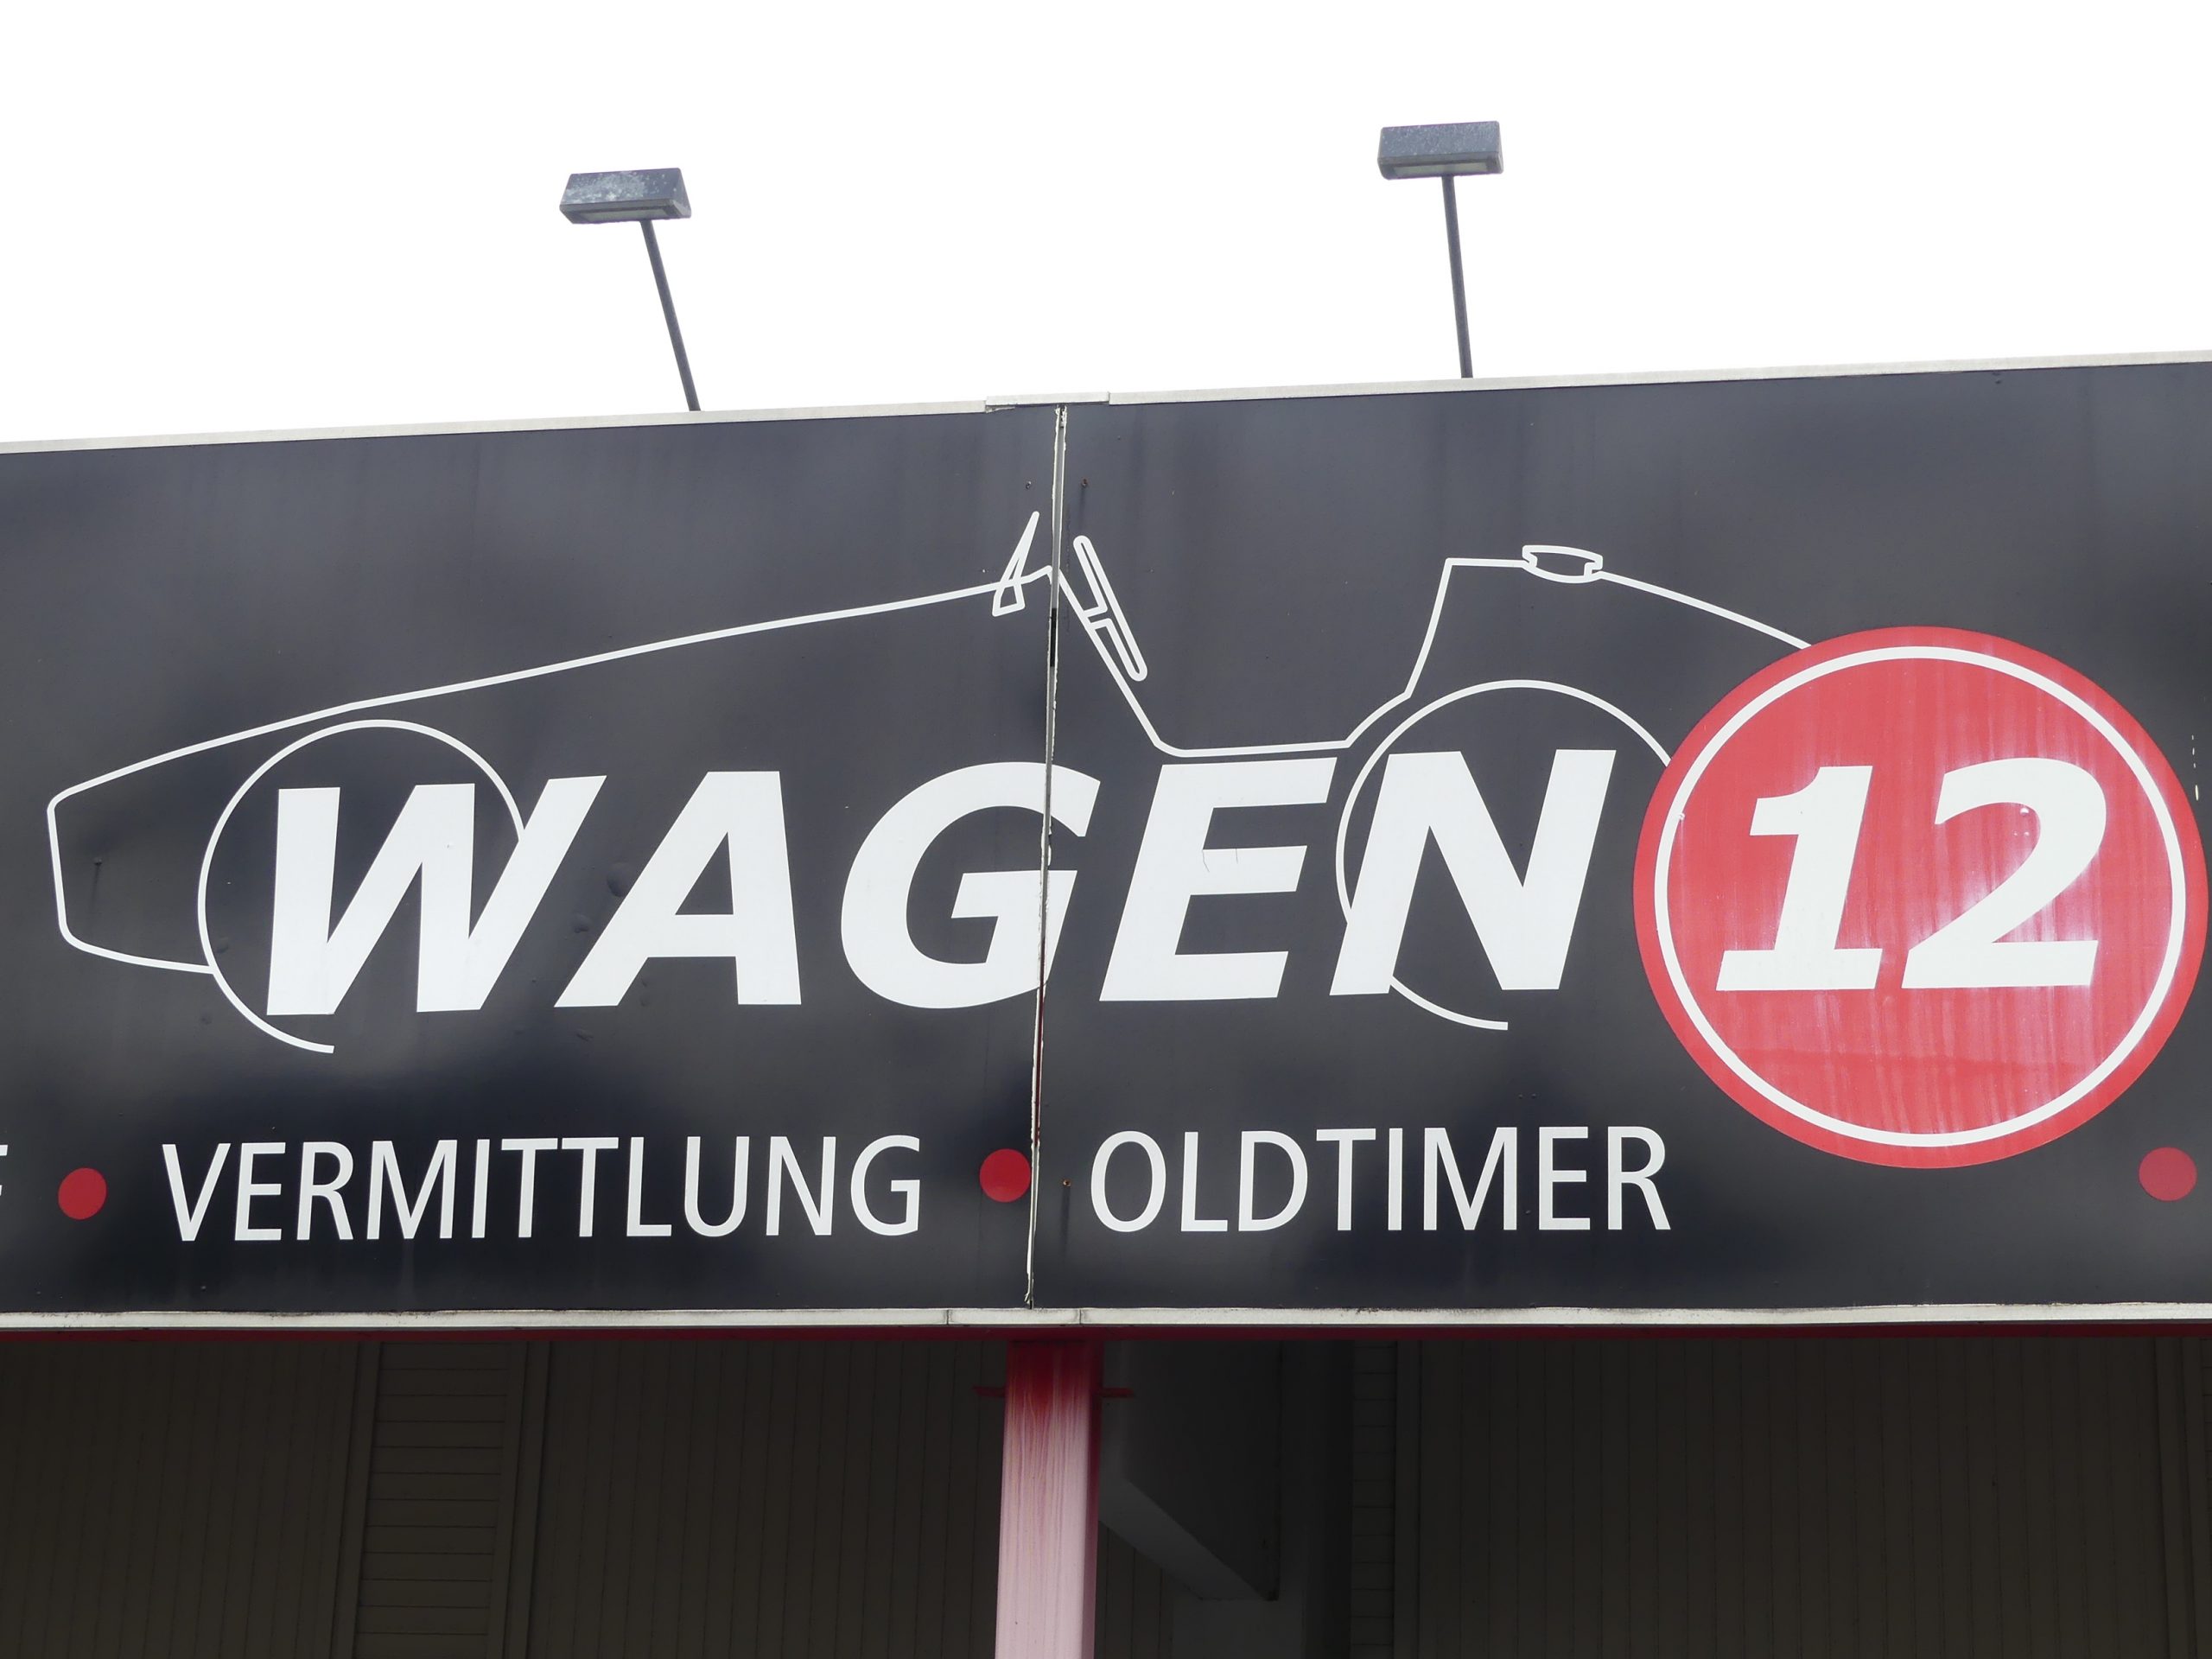 WAGEN 12
VERMITTLUNG • OLDTIMER •